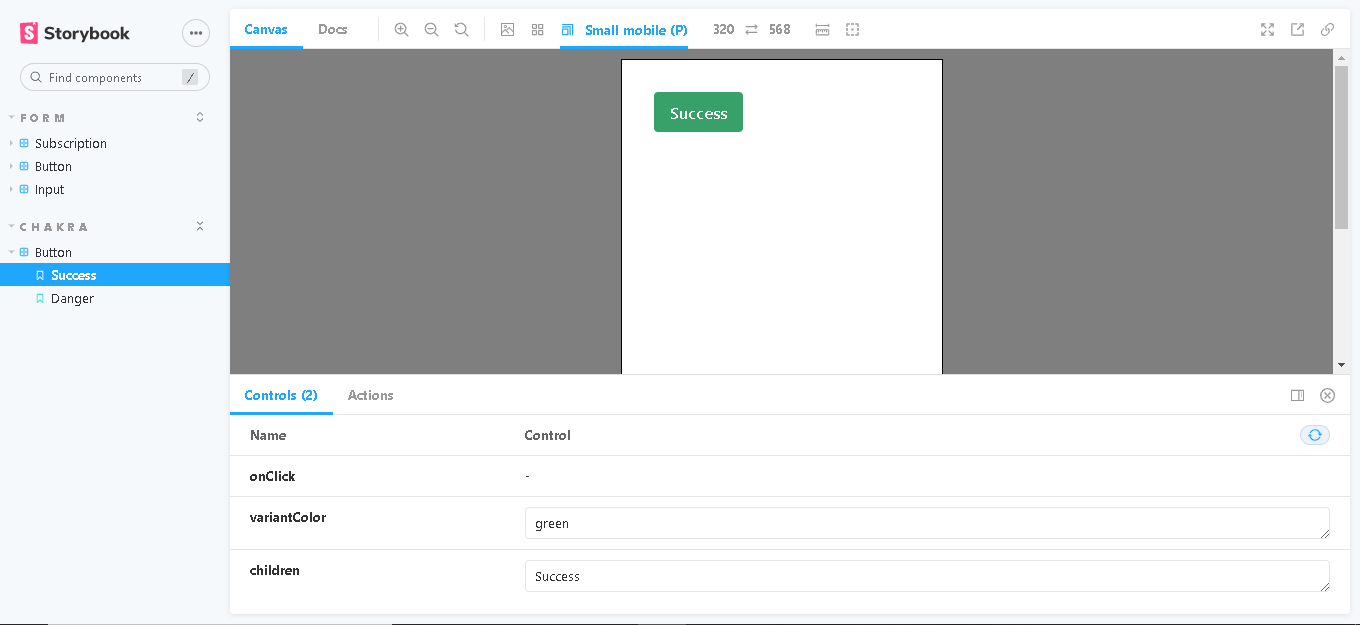 Storybook
Find components /
FORM
Subscription
Button
Input
CHAKRA
Button
Success
Danger
Canvas Docs Small mobile (P) 320 568
Success
Controls (2) Actions
Name Control
onClick -
variantColor green
children Success